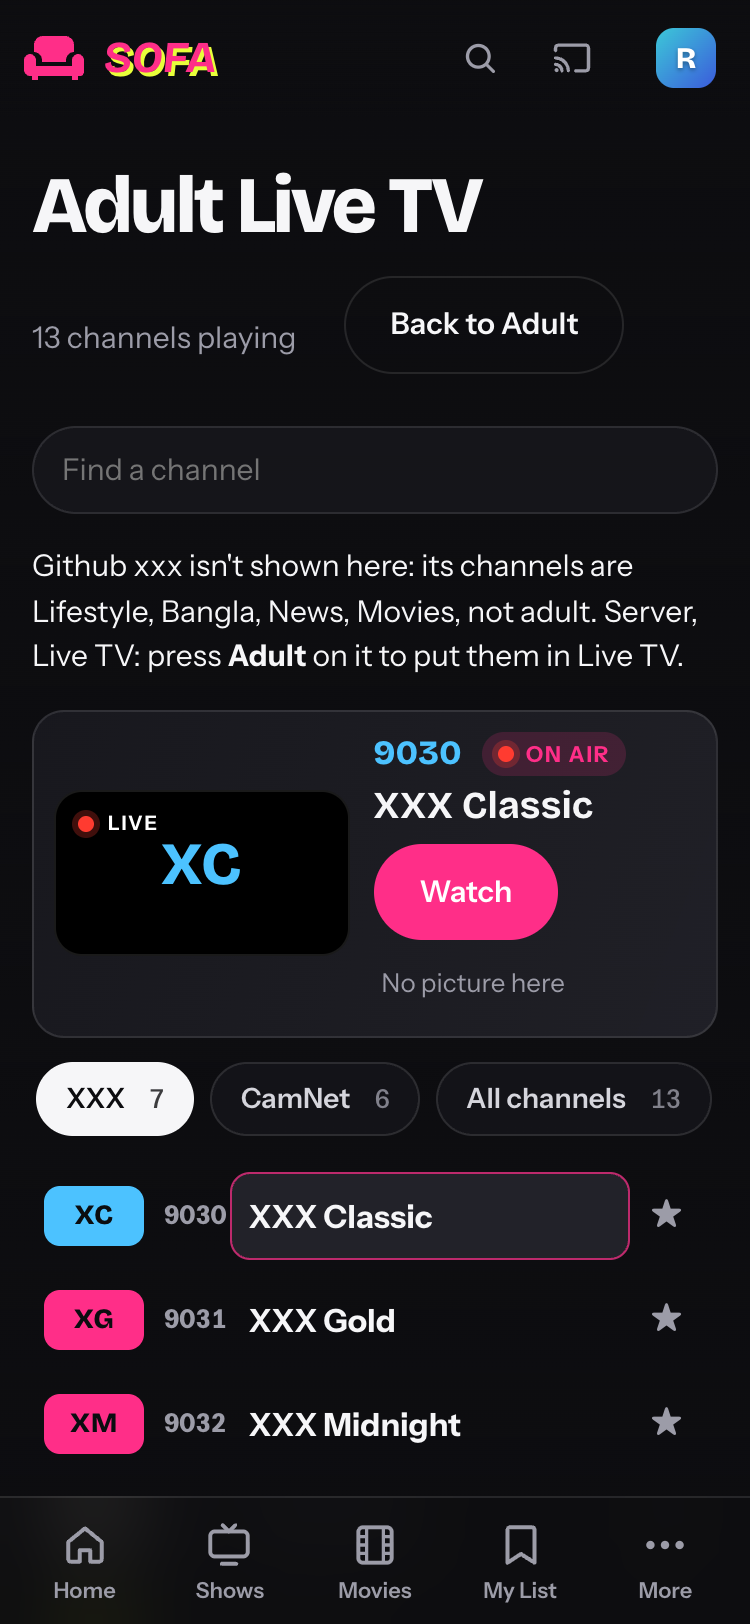 SOFA
R
Adult Live TV
13 channels playing
Back to Adult
Find a channel
Github xxx isn't shown here: its channels are
Lifestyle, Bangla, News, Movies, not adult. Server,
Live TV: press Adult on it to put them in Live TV.
LIVE
XC
9030 ON AIR
XXX Classic
Watch
No picture here
XXX 7 CamNet 6 All channels 13
XC 9030 XXX Classic
XG 9031 XXX Gold
XM 9032 XXX Midnight
Home Shows Movies My List More